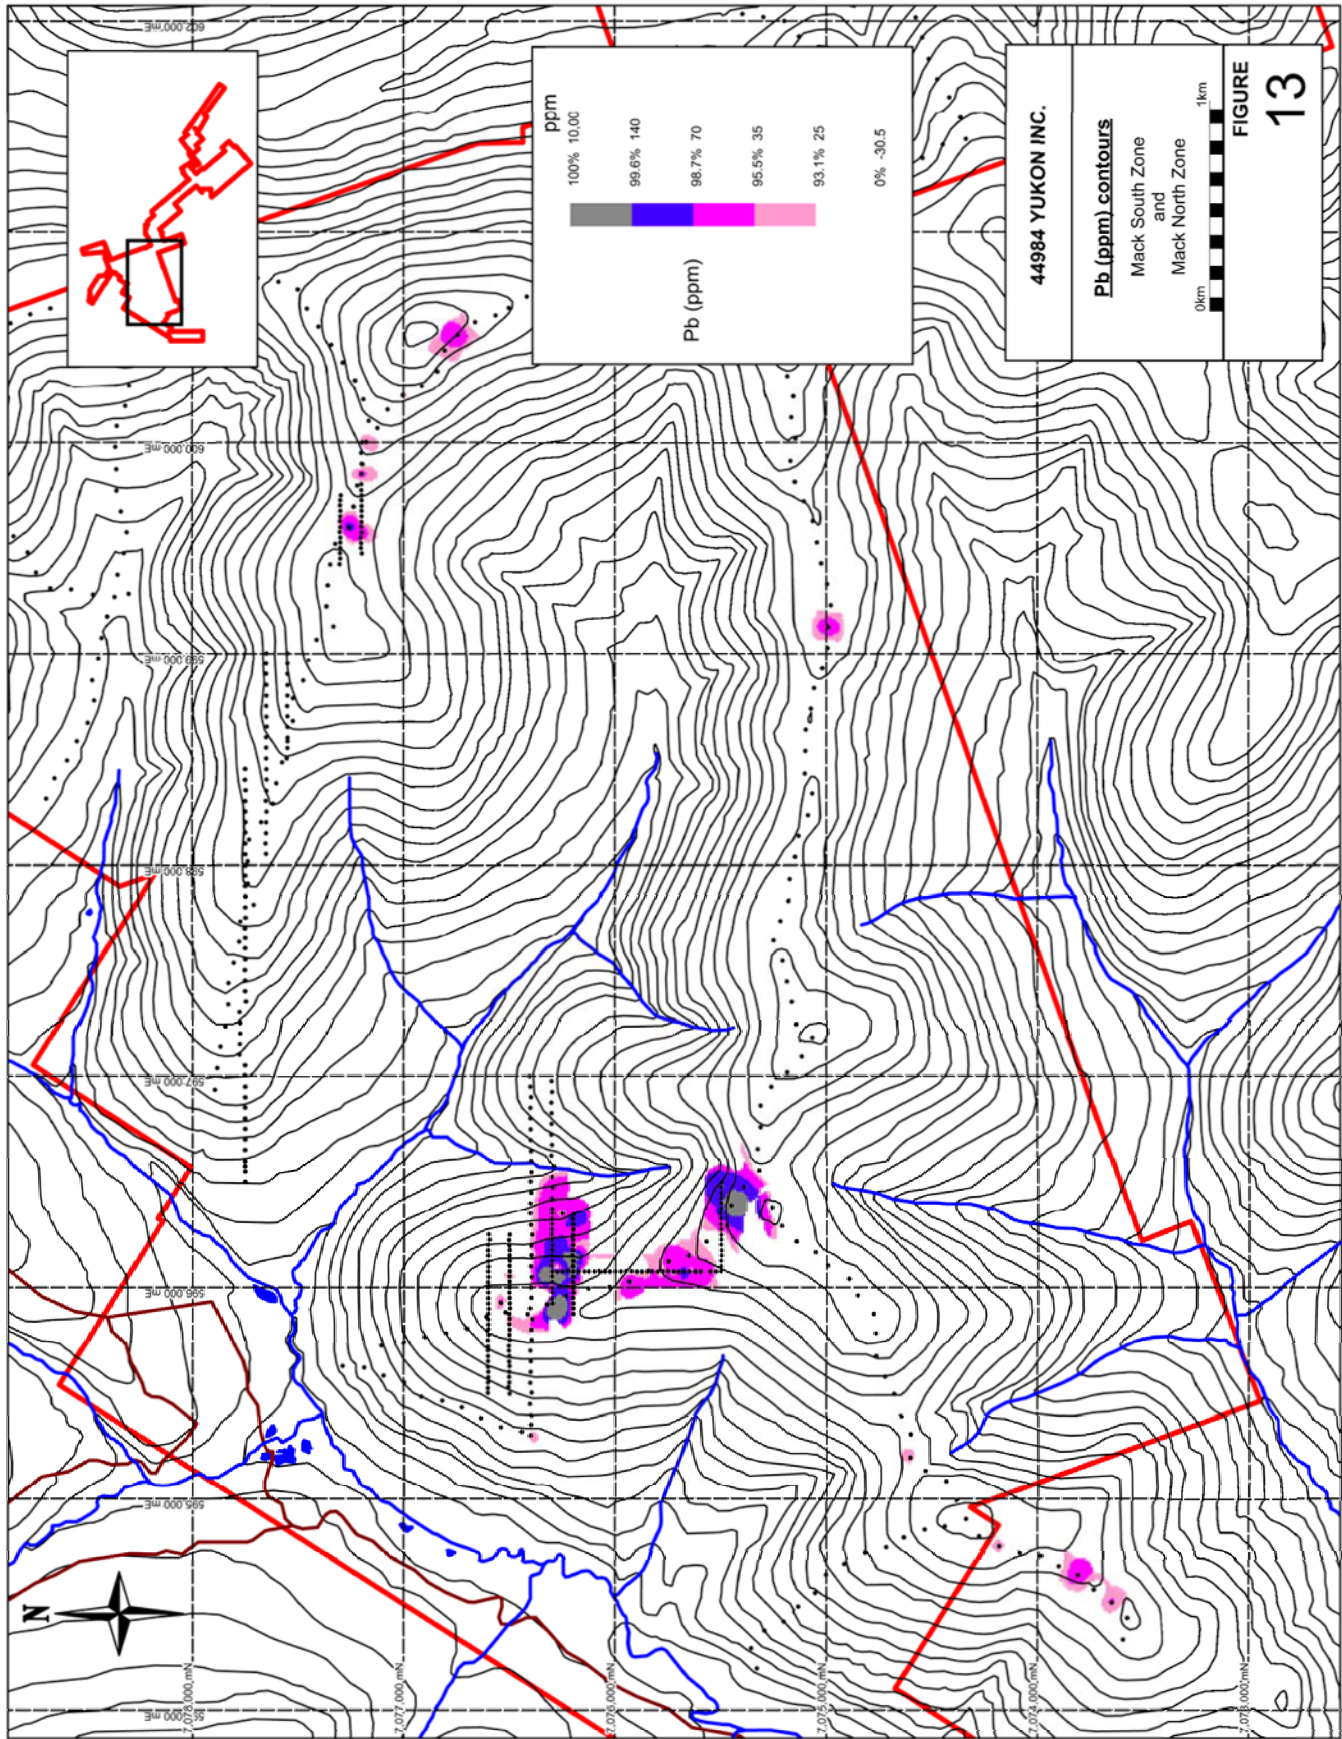 602,000 mE
600,000 mE
599,000 mE
598,000 mE
597,000 mE
596,000 mE
595,000 mE
7,078,000 mN
7,077,000 mN
7,076,000 mN
7,075,000 mN
7,074,000 mN
7,073,000 mN
N
Pb (ppm)
ppm
100% 10,00
99.6% 140
98.7% 70
95.5% 35
93.1% 25
0% -30.5
44984 YUKON INC.
Pb (ppm) contours
Mack South Zone
and
Mack North Zone
0km 1km
FIGURE
13